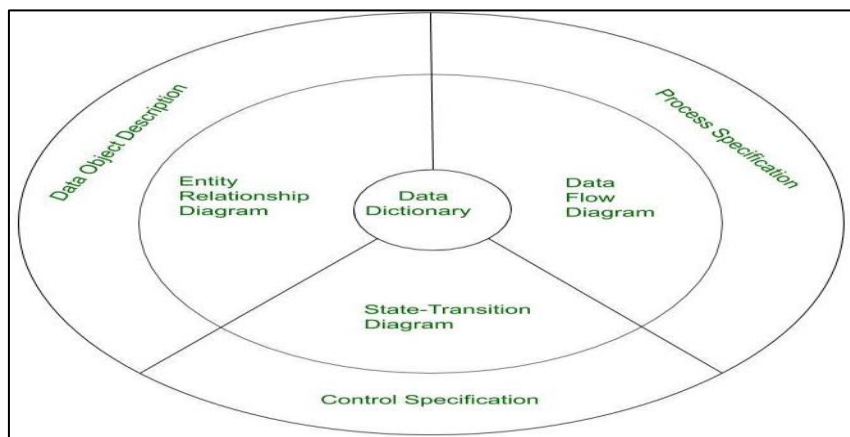 Data Object Description
Process Specification
Entity
Relationship
Diagram
Data
Dictionary
Data
Flow
Diagram
State-Transition
Diagram
Control Specification